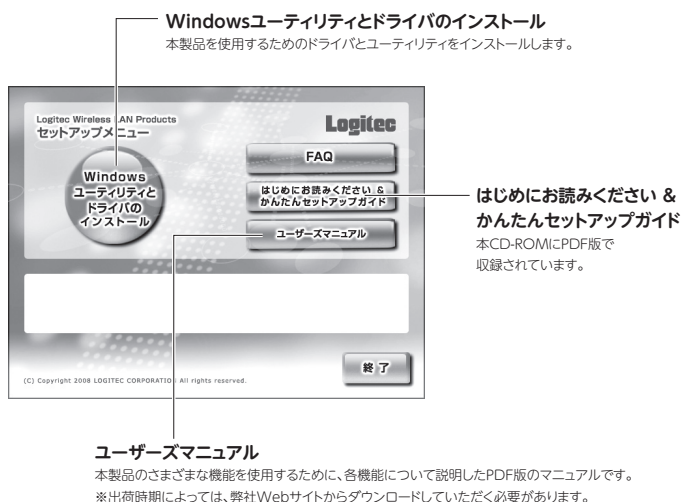 Windowsユーティリティとドライバのインストール
本製品を使用するためのドライバとユーティリティをインストールします。
Logitec Wireless LAN Products
セットアップメニュー
Logitec
Windows
ユーティリティと
ドライバの
インストール
FAQ
はじめにお読みください &
かんたんセットアップガイド
ユーザーズマニュアル
終了
(C) Copyright 2008 LOGITEC CORPORATION All rights reserved.
はじめにお読みください &
かんたんセットアップガイド
本CD-ROMにPDF版で
収録されています。
ユーザーズマニュアル
本製品のさまざまな機能を使用するために、各機能について説明したPDF版のマニュアルです。
※出荷時期によっては、弊社Webサイトからダウンロードしていただく必要があります。